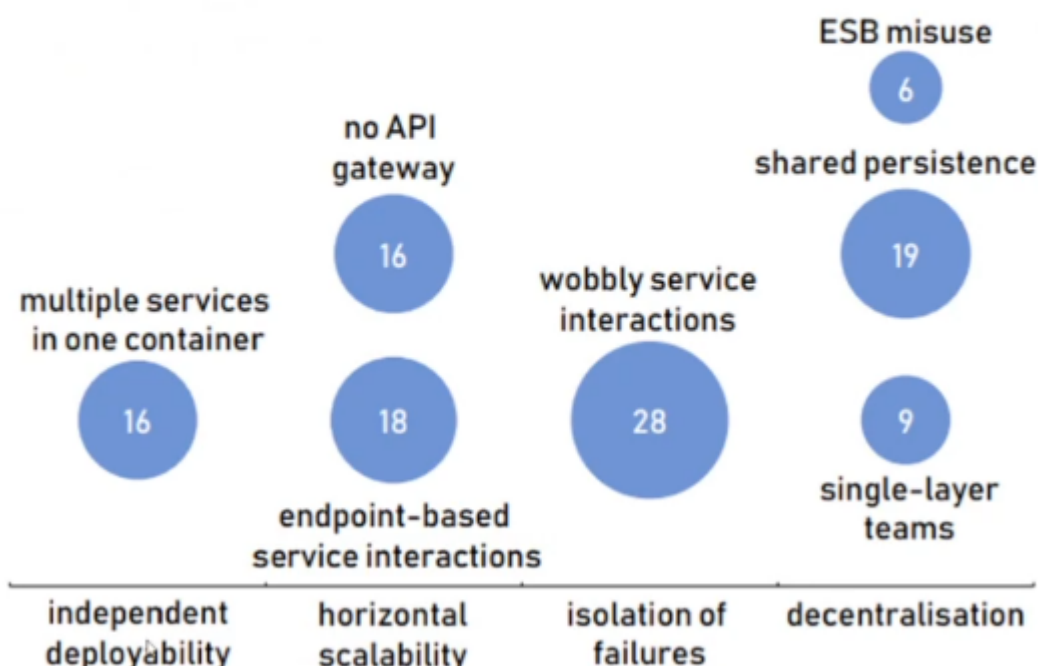 ESB misuse
6
no API
gateway
16
shared persistence
19
multiple services
in one container
16
wobbly service
interactions
28
18
endpoint-based
service interactions
9
single-layer
teams
independent
deployability
horizontal
scalability
isolation of
failures
decentralisation